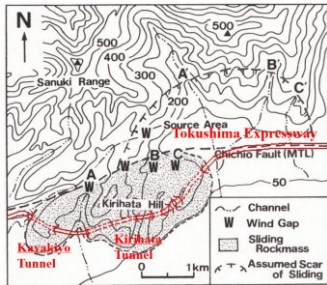 N
500
500
400
300
200
A'
B'
C'
Sanuki Range
W
Source Area
Tokushima Expressway
Chichio Fault (MTL)
A
W
W
B
W
C
W
50
Kirihata Hill
Kirihata
Tunnel
Tunnel
0
1km
Channel
W Wind Gap
Sliding
Rockmass
Assumed Scar
of Sliding